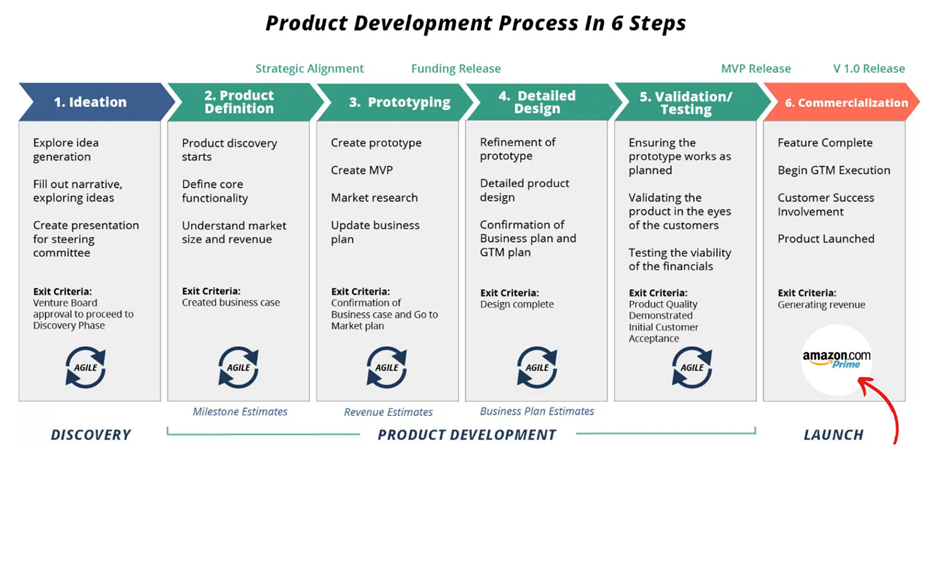 Product Development Process In 6 Steps
Strategic Alignment
Funding Release
MVP Release
V 1.0 Release
1. Ideation
Explore idea
generation
Fill out narrative,
exploring ideas
Create presentation
for steering
committee
Exit Criteria:
Venture Board
approval to proceed to
Discovery Phase
AGILE
2. Product
Definition
Product discovery
starts
Define core
functionality
Understand market
size and revenue
Exit Criteria:
Created business case
AGILE
3. Prototyping
Create prototype
Create MVP
Market research
Update business
plan
Exit Criteria:
Confirmation of
Business case and Go to
Market plan
AGILE
4. Detailed
Design
Refinement of
prototype
Detailed product
design
Confirmation of
Business plan and
GTM plan
Exit Criteria:
Design complete
AGILE
5. Validation/
Testing
Ensuring the
prototype works as
planned
Validating the
product in the eyes
of the customers
Testing the viability
of the financials
Exit Criteria:
Product Quality
Demonstrated
Initial Customer
Acceptance
AGILE
6. Commercialization
Feature Complete
Begin GTM Execution
Customer Success
Involvement
Product Launched
Exit Criteria:
Generating revenue
amazon.com
Prime
Milestone Estimates
Revenue Estimates
Business Plan Estimates
DISCOVERY
PRODUCT DEVELOPMENT
LAUNCH